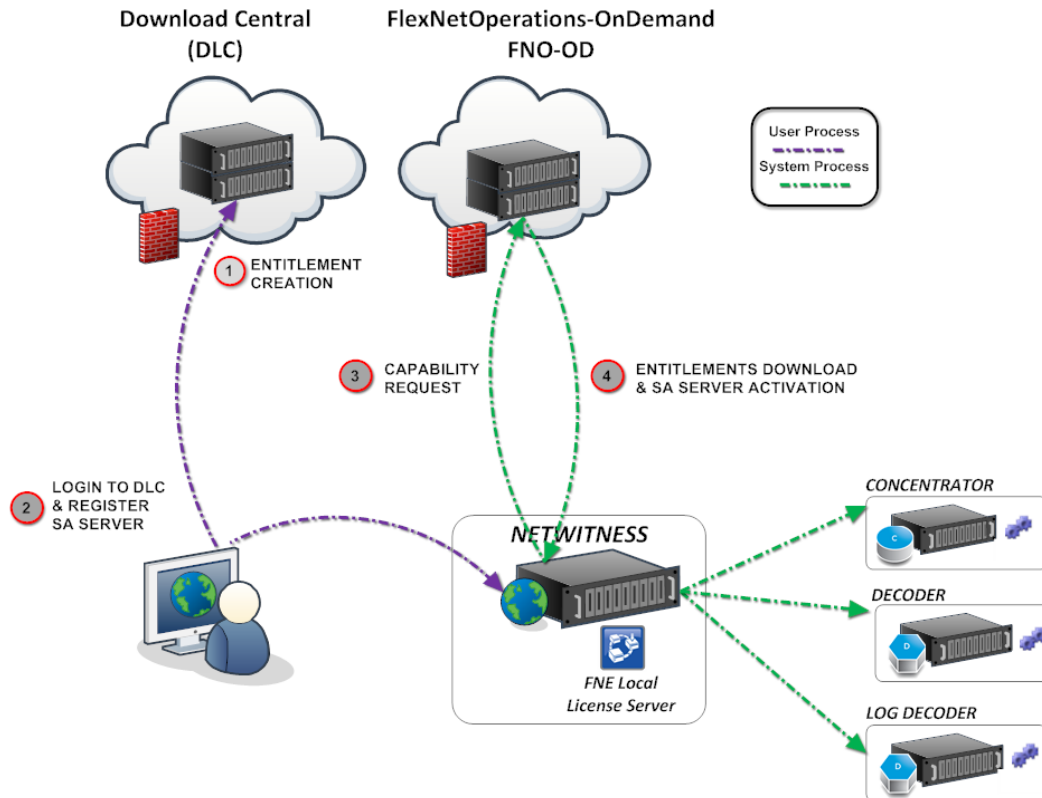 Download Central
(DLC)
FlexNetOperations-OnDemand
FNO-OD
User Process
System Process
1
ENTITLEMENT
CREATION
3
CAPABILITY
REQUEST
4
ENTITLEMENTS DOWNLOAD
& SA SERVER ACTIVATION
2
LOGIN TO DLC
& REGISTER
SA SERVER
NETWITNESS
FNE Local
License Server
CONCENTRATOR
C
DECODER
D
LOG DECODER
D